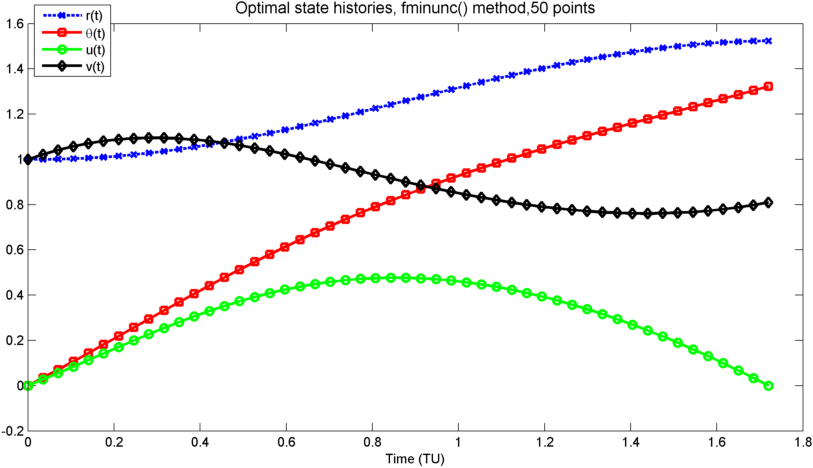 Optimal state histories, fminunc() method,50 points
r(t)
θ(t)
u(t)
v(t)
1.6
1.4
1.2
1
0.8
0.6
0.4
0.2
0
-0.2
0 0.2 0.4 0.6 0.8 1 1.2 1.4 1.6 1.8
Time (TU)